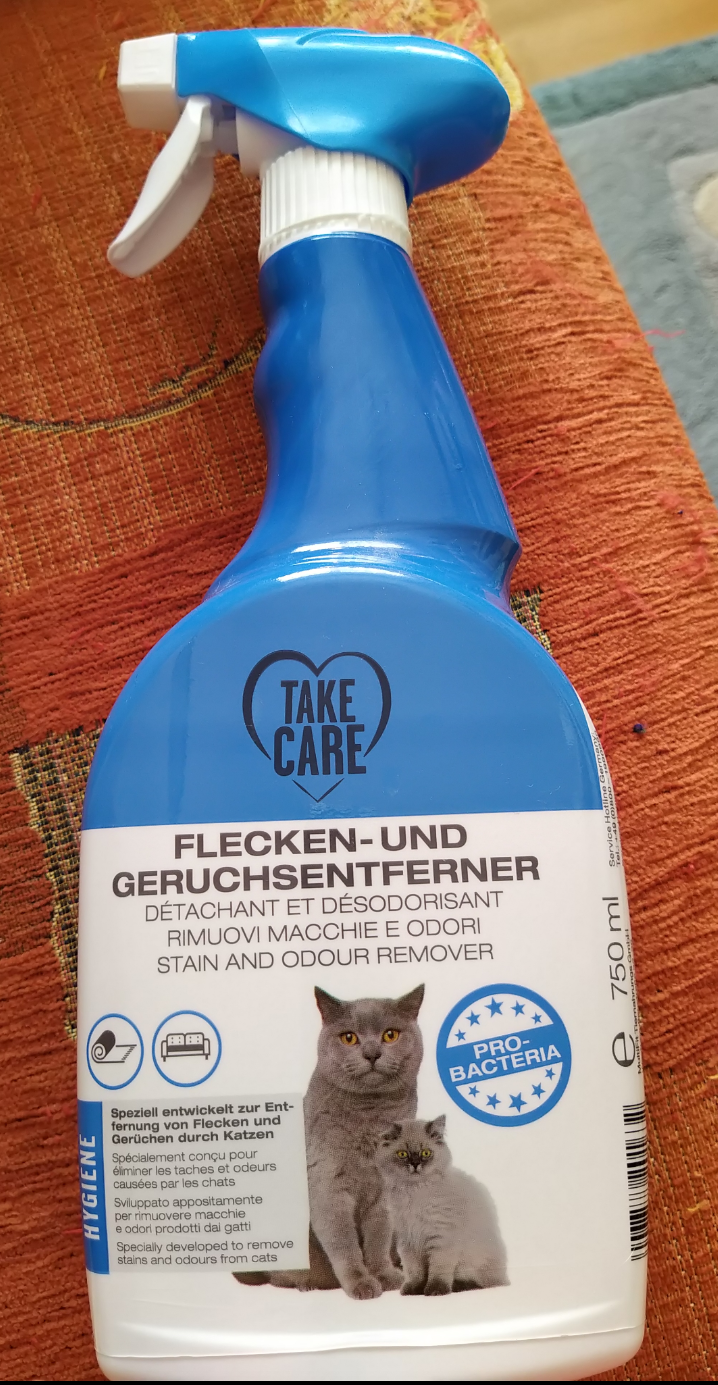 TAKE
CARE
FLECKEN-UND
GERUCHSENTFERNER
DÉTACHANT ET DÉSODORISANT
RIMUOVI MACCHIE E ODORI
STAIN AND ODOUR REMOVER
PRO-
BACTERIA
HYGIENE
Speziell entwickelt zur Ent-
fernung von Flecken und
Gerüchen durch Katzen
Spécialement conçu pour
éliminer les taches et odeurs
causées par les chats
Sviluppato appositamente
per rimuovere macchie
e odori prodotti dai gatti
Specially developed to remove
stains and odours from cats
e 750 ml
Service Hotline Germany